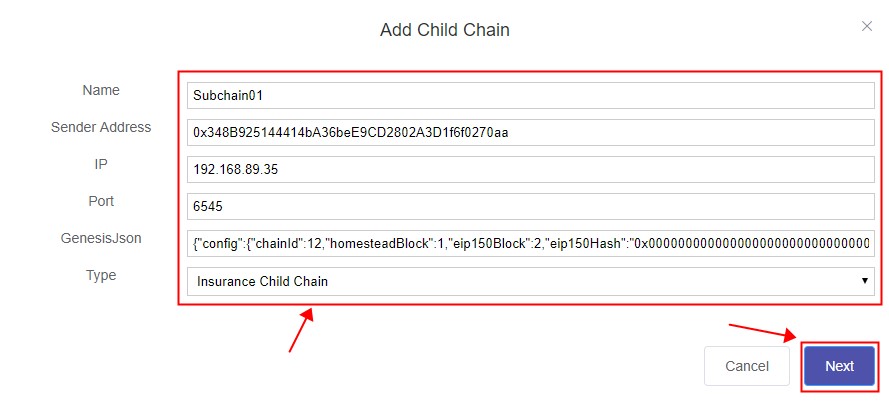 Add Child Chain
Name
Subchain01
Sender Address
0x348B925144414bA36beE9CD2802A3D1f6f0270aa
IP
192.168.89.35
Port
6545
GenesisJson
{"config":{"chainId":12,"homesteadBlock":1,"eip150Block":2,"eip150Hash":"0x0000000000000000000000000000000
Type
Insurance Child Chain
Cancel
Next